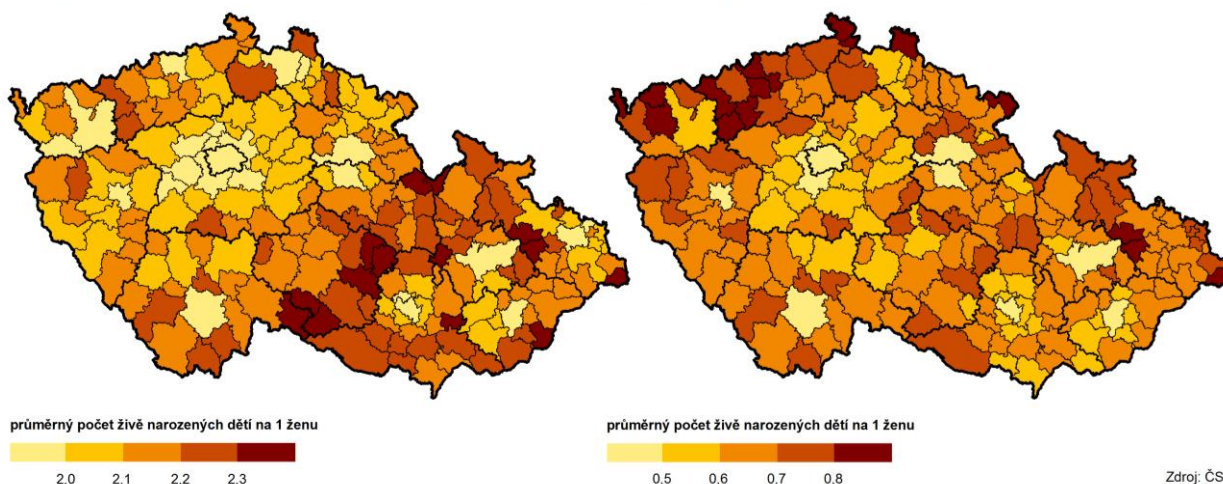 průměrný počet živě narozených dětí na 1 ženu
2.0 2.1 2.2 2.3
průměrný počet živě narozených dětí na 1 ženu
0.5 0.6 0.7 0.8
Zdroj: ČS